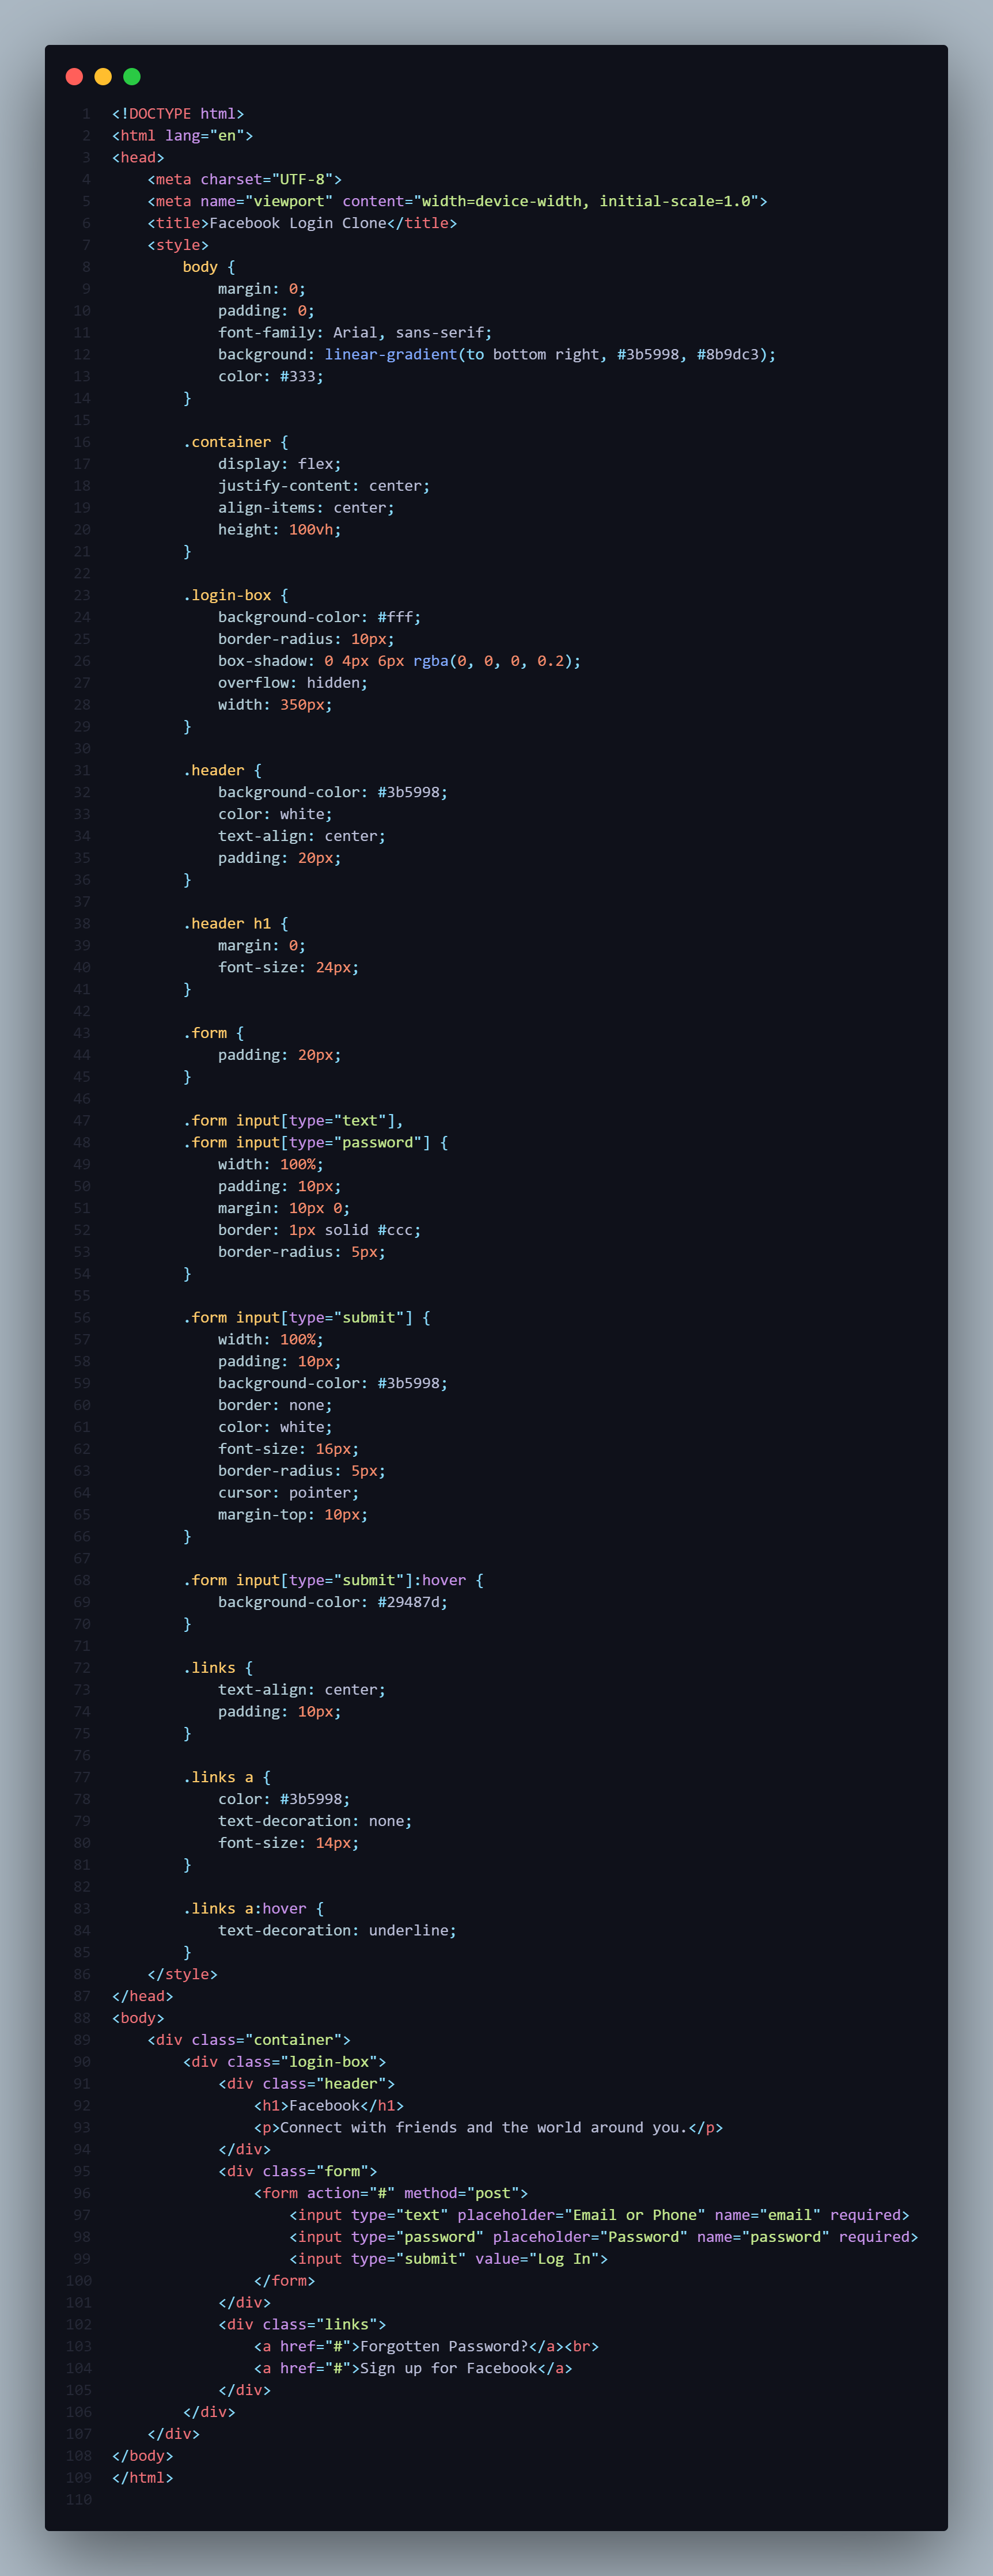 1 <!DOCTYPE html>
2 <html lang="en">
3 <head>
4     <meta charset="UTF-8">
5     <meta name="viewport" content="width=device-width, initial-scale=1.0">
6     <title>Facebook Login Clone</title>
7     <style>
8         body {
9             margin: 0;
10             padding: 0;
11             font-family: Arial, sans-serif;
12             background: linear-gradient(to bottom right, #3b5998, #8b9dc3);
13             color: #333;
14         }
15
16         .container {
17             display: flex;
18             justify-content: center;
19             align-items: center;
20             height: 100vh;
21         }
22
23         .login-box {
24             background-color: #fff;
25             border-radius: 10px;
26             box-shadow: 0 4px 6px rgba(0, 0, 0, 0.2);
27             overflow: hidden;
28             width: 350px;
29         }
30
31         .header {
32             background-color: #3b5998;
33             color: white;
34             text-align: center;
35             padding: 20px;
36         }
37
38         .header h1 {
39             margin: 0;
40             font-size: 24px;
41         }
42
43         .form {
44             padding: 20px;
45         }
46
47         .form input[type="text"],
48         .form input[type="password"] {
49             width: 100%;
50             padding: 10px;
51             margin: 10px 0;
52             border: 1px solid #ccc;
53             border-radius: 5px;
54         }
55
56         .form input[type="submit"] {
57             width: 100%;
58             padding: 10px;
59             background-color: #3b5998;
60             border: none;
61             color: white;
62             font-size: 16px;
63             border-radius: 5px;
64             cursor: pointer;
65             margin-top: 10px;
66         }
67
68         .form input[type="submit"]:hover {
69             background-color: #29487d;
70         }
71
72         .links {
73             text-align: center;
74             padding: 10px;
75         }
76
77         .links a {
78             color: #3b5998;
79             text-decoration: none;
80             font-size: 14px;
81         }
82
83         .links a:hover {
84             text-decoration: underline;
85         }
86     </style>
87 </head>
88 <body>
89     <div class="container">
90         <div class="login-box">
91             <div class="header">
92                 <h1>Facebook</h1>
93                 <p>Connect with friends and the world around you.</p>
94             </div>
95             <div class="form">
96                 <form action="#" method="post">
97                     <input type="text" placeholder="Email or Phone" name="email" required>
98                     <input type="password" placeholder="Password" name="password" required>
99                     <input type="submit" value="Log In">
100                 </form>
101             </div>
102             <div class="links">
103                 <a href="#">Forgotten Password?</a><br>
104                 <a href="#">Sign up for Facebook</a>
105             </div>
106         </div>
107     </div>
108 </body>
109 </html>
110